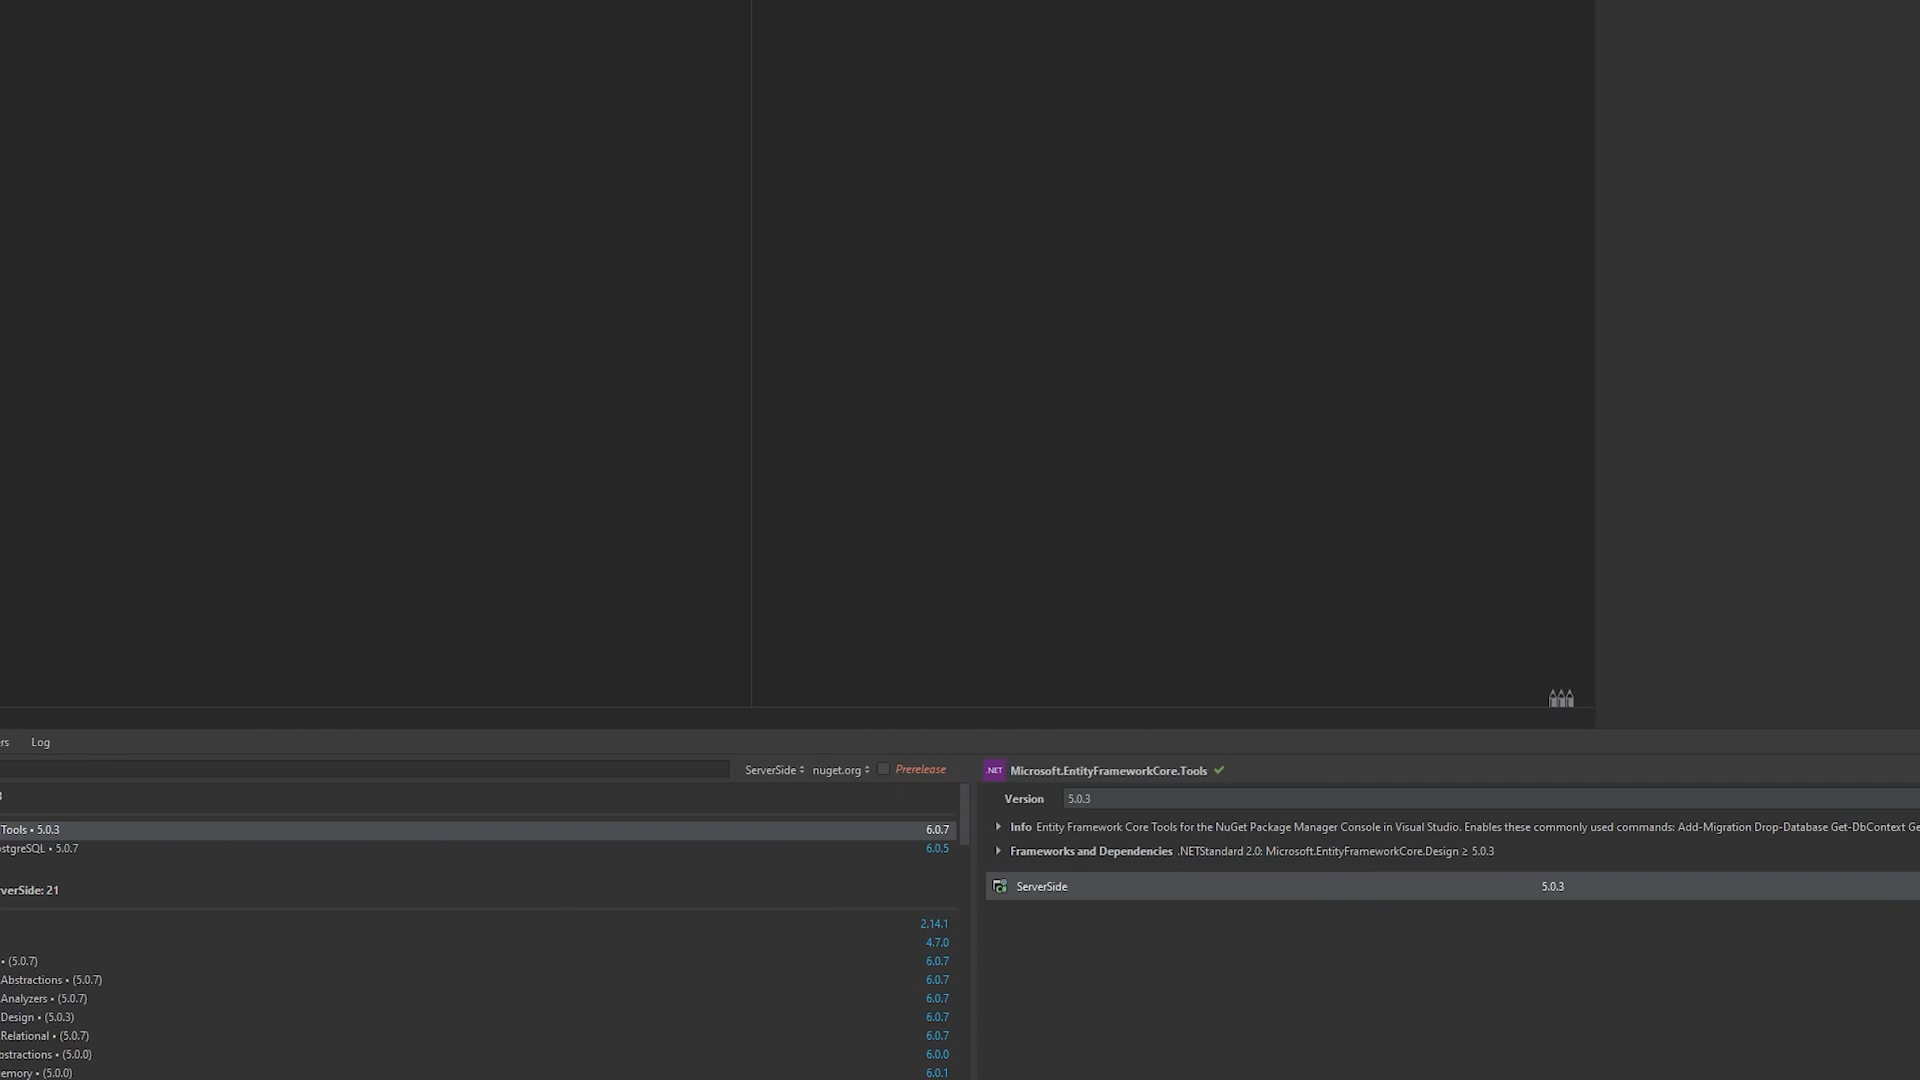 rs Log
ServerSide nuget.org Prerelease
3
Tools • 5.0.3 6.0.7
ostgreSQL • 5.0.7 6.0.5
verSide: 21
2.14.1
4.7.0
• (5.0.7) 6.0.7
Abstractions • (5.0.7) 6.0.7
Analyzers • (5.0.7) 6.0.7
Design • (5.0.3) 6.0.7
Relational • (5.0.7) 6.0.7
bstractions • (5.0.0) 6.0.0
emory • (5.0.0) 6.0.1
.NET Microsoft.EntityFrameworkCore.Tools
Version 5.0.3
Info Entity Framework Core Tools for the NuGet Package Manager Console in Visual Studio. Enables these commonly used commands: Add-Migration Drop-Database Get-DbContext Ge
Frameworks and Dependencies .NETStandard 2.0: Microsoft.EntityFrameworkCore.Design ≥ 5.0.3
C# ServerSide 5.0.3